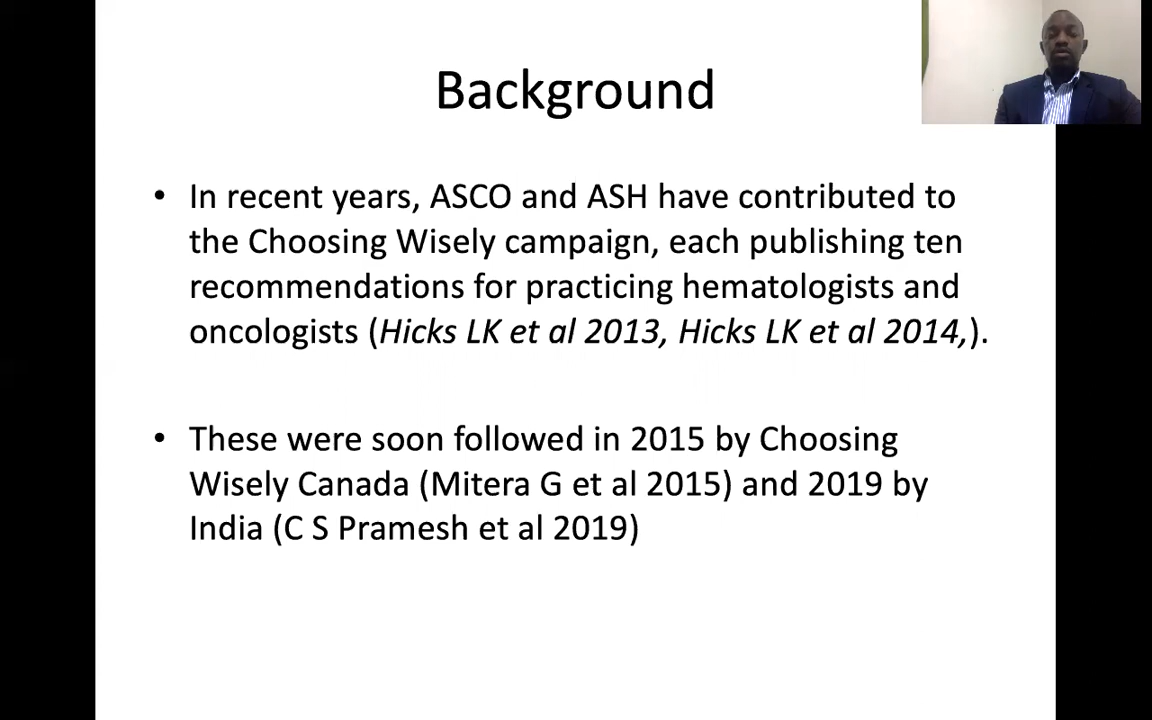 Background
• In recent years, ASCO and ASH have contributed to
the Choosing Wisely campaign, each publishing ten
recommendations for practicing hematologists and
oncologists (Hicks LK et al 2013, Hicks LK et al 2014,).
• These were soon followed in 2015 by Choosing
Wisely Canada (Mitera G et al 2015) and 2019 by
India (C S Pramesh et al 2019)